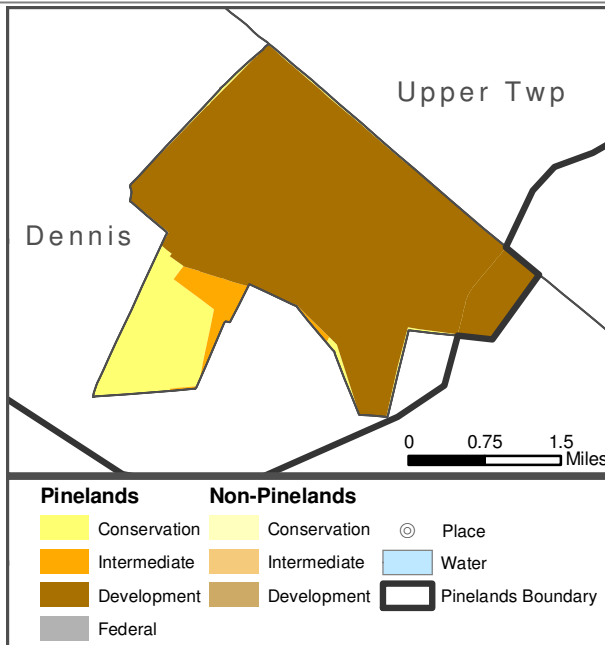 Upper Twp
Dennis
0 0.75 1.5
Miles
Pinelands Non-Pinelands
Conservation Conservation Place
Intermediate Intermediate Water
Development Development Pinelands Boundary
Federal